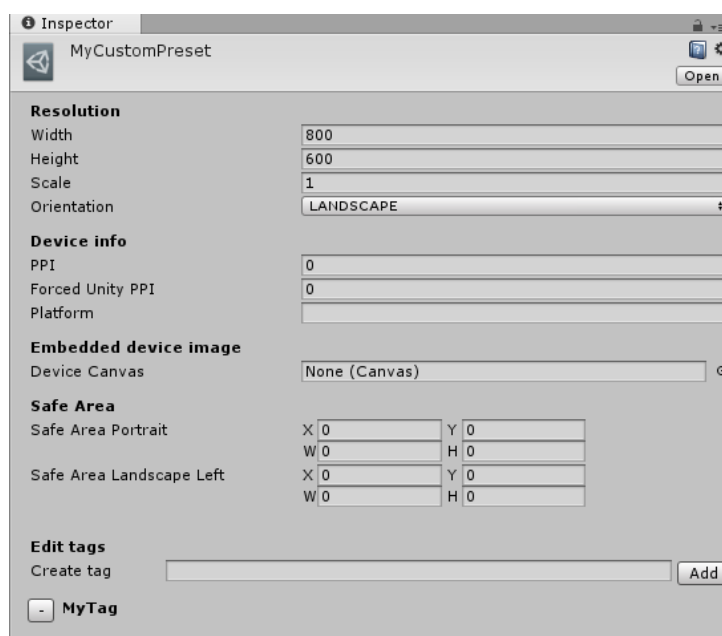 Inspector
MyCustomPreset
Open
Resolution
Width 800
Height 600
Scale 1
Orientation LANDSCAPE
Device info
PPI 0
Forced Unity PPI 0
Platform
Embedded device image
Device Canvas None (Canvas)
Safe Area
Safe Area Portrait X 0 Y 0
W 0 H 0
Safe Area Landscape Left X 0 Y 0
W 0 H 0
Edit tags
Create tag Add
- MyTag